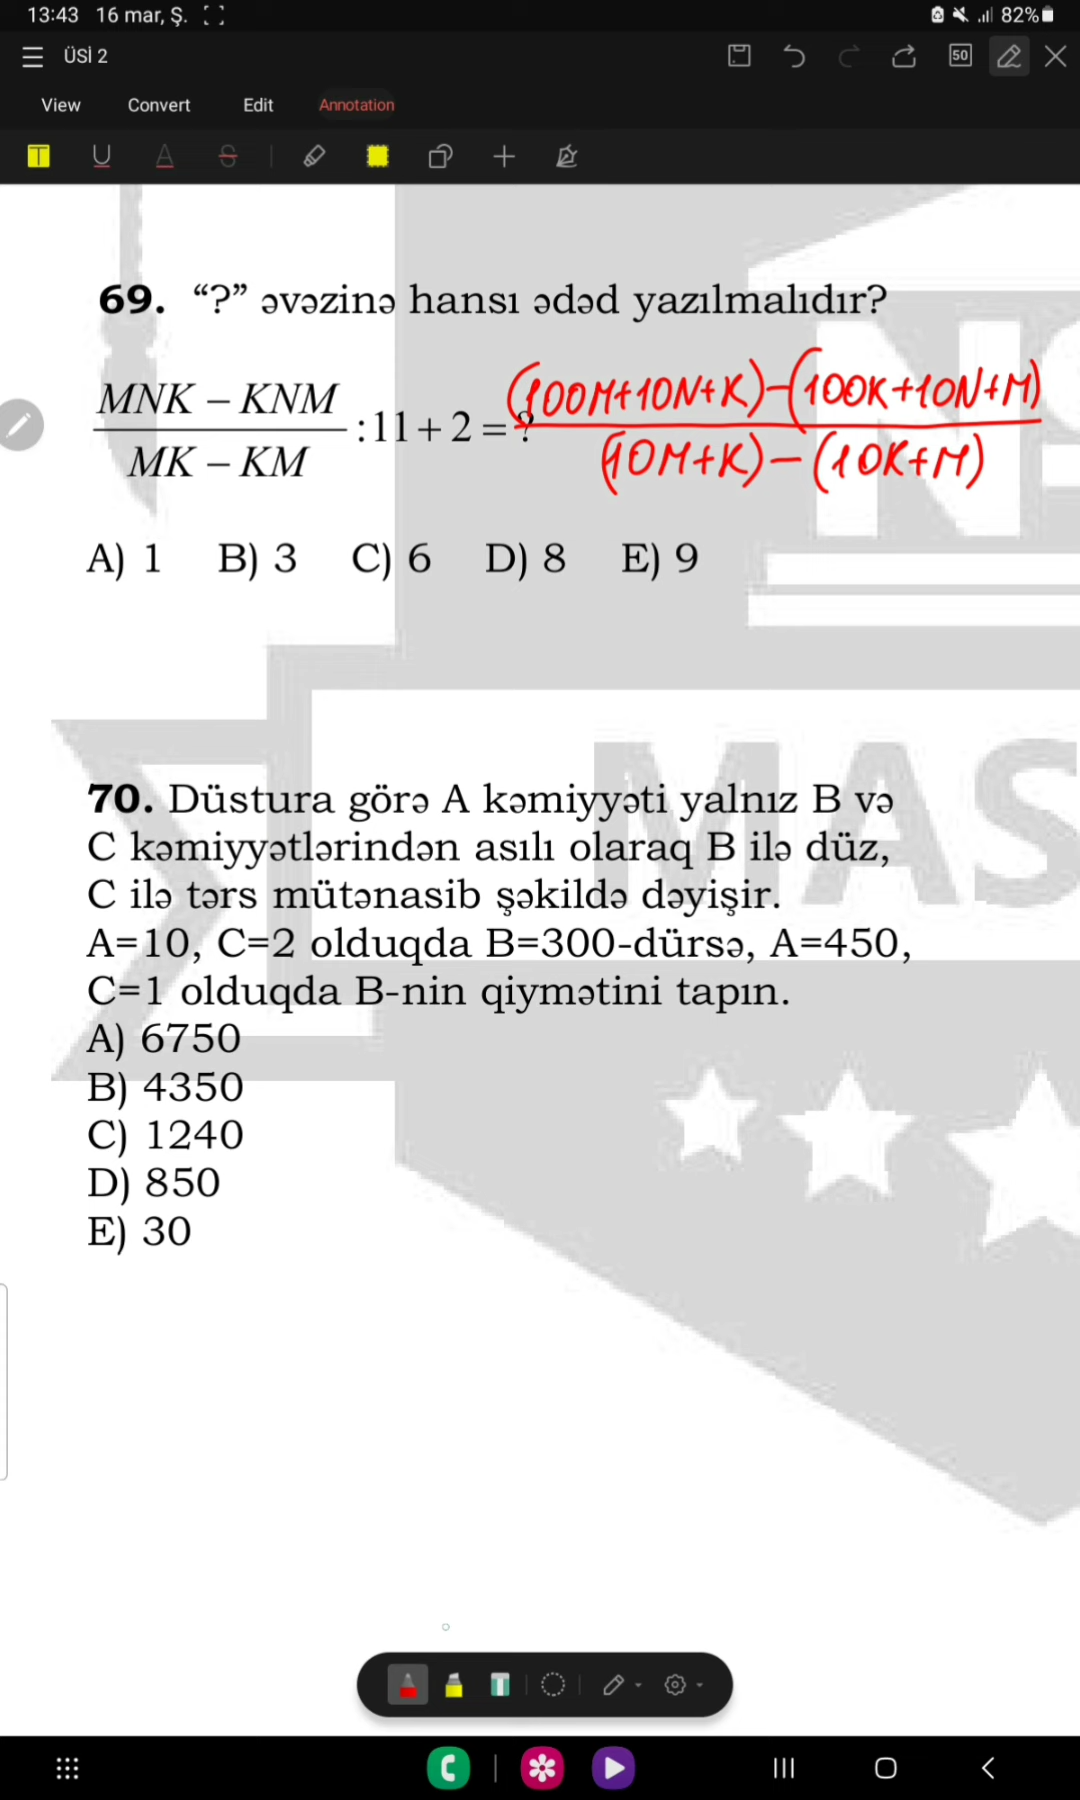 13:43 16 mar, Ş. 82%
ÜSİ 2 50
View Convert Edit Annotation
T U A S
69. “?” əvəzinə hansı ədəd yazılmalıdır?
MNK – KNM
MK – KM
:11+2=?
(100M+10N+K)-(100K+10N+M)
(10M+K)-(10K+M)
A) 1 B) 3 C) 6 D) 8 E) 9
MAS
70. Düstura görə A kəmiyyəti yalnız B və
C kəmiyyətlərindən asılı olaraq B ilə düz,
C ilə tərs mütənasib şəkildə dəyişir.
A=10, C=2 olduqda B=300-dürsə, A=450,
C=1 olduqda B-nin qiymətini tapın.
A) 6750
B) 4350
C) 1240
D) 850
E) 30